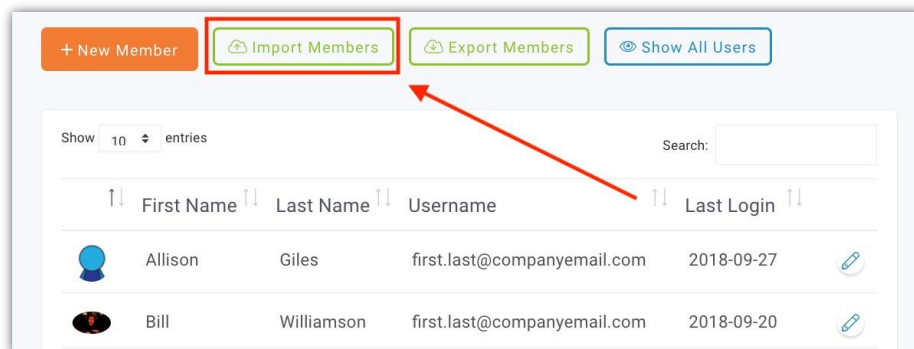 + New Member Import Members Export Members Show All Users
Show 10 entries Search:
First Name Last Name Username Last Login
Allison Giles first.last@companyemail.com 2018-09-27
Bill Williamson first.last@companyemail.com 2018-09-20